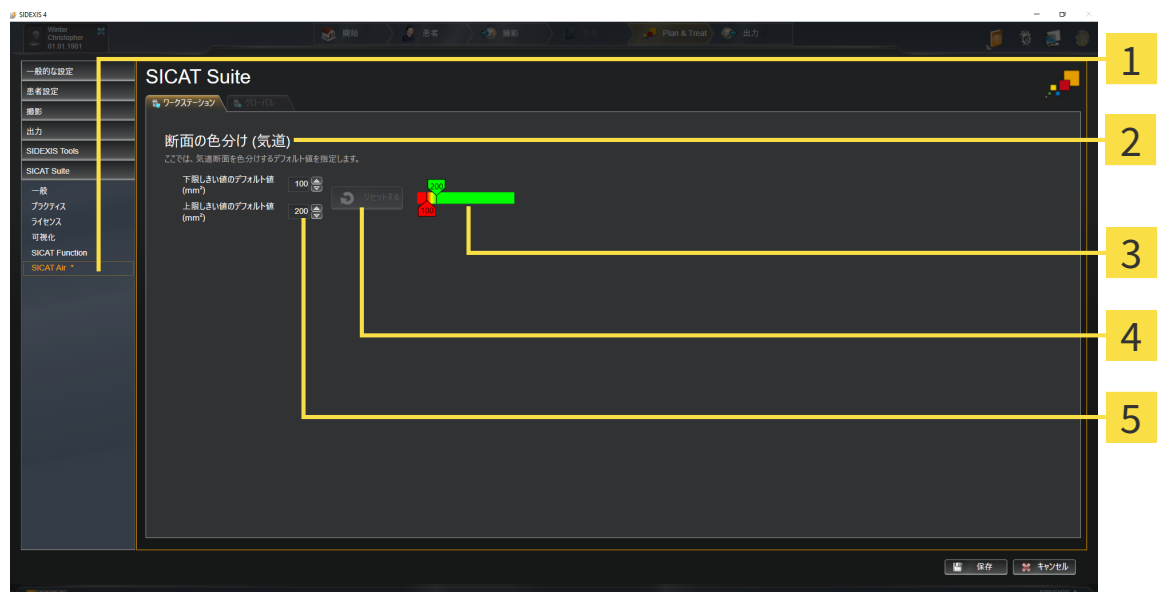 SIDEXIS 4
Winter
Christopher
01.01.1961
開始
患者
撮影
Plan & Treat
出力
1
一般的な設定
患者設定
撮影
出力
SIDEXIS Tools
SICAT Suite
一般
プラクティス
ライセンス
可視化
SICAT Function
SICAT Air *
SICAT Suite
ワークステーション
グローバル
断面の色分け (気道)
2
ここでは、気道断面を色分けするデフォルト値を指定します。
下限しきい値のデフォルト値
(mm²)
100
リセットする
200
100
上限しきい値のデフォルト値
(mm²)
200
3
4
5
保存
キャンセル